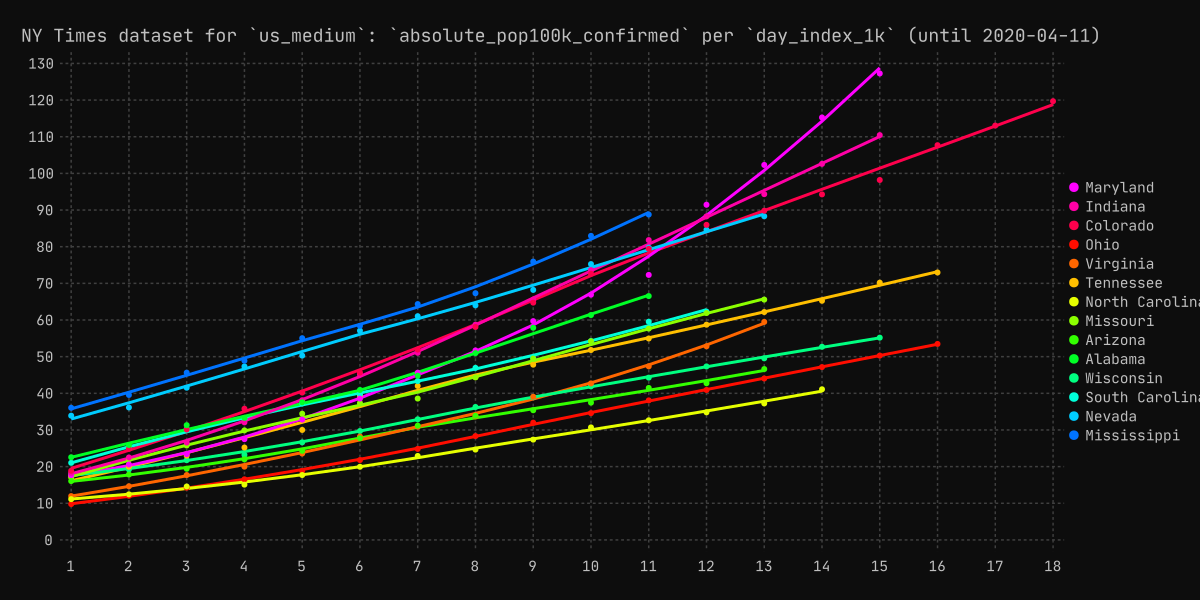 NY Times dataset for `us_medium`: `absolute_pop100k_confirmed` per `day_index_1k` (until 2020-04-11)
130
120
110
100
90
80
70
60
50
40
30
20
10
0
1 2 3 4 5 6 7 8 9 10 11 12 13 14 15 16 17 18
Maryland
Indiana
Colorado
Ohio
Virginia
Tennessee
North Carolina
Missouri
Arizona
Alabama
Wisconsin
South Carolina
Nevada
Mississippi